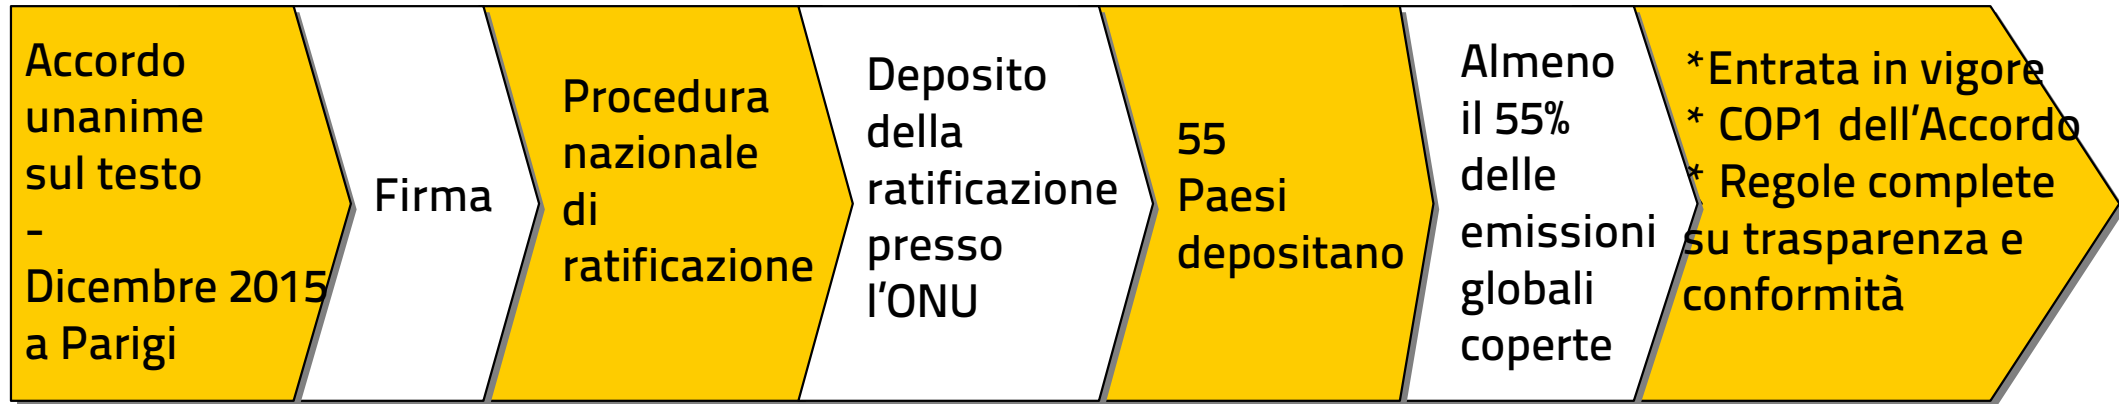 Accordo
unanime
sul testo
-
Dicembre 2015
a Parigi
Firma
Procedura
nazionale
di
ratificazione
Deposito
della
ratificazione
presso
l'ONU
55
Paesi
depositano
Almeno
il 55%
delle
emissioni
globali
coperte
*Entrata in vigore
* COP1 dell'Accordo
* Regole complete
su trasparenza e
conformità